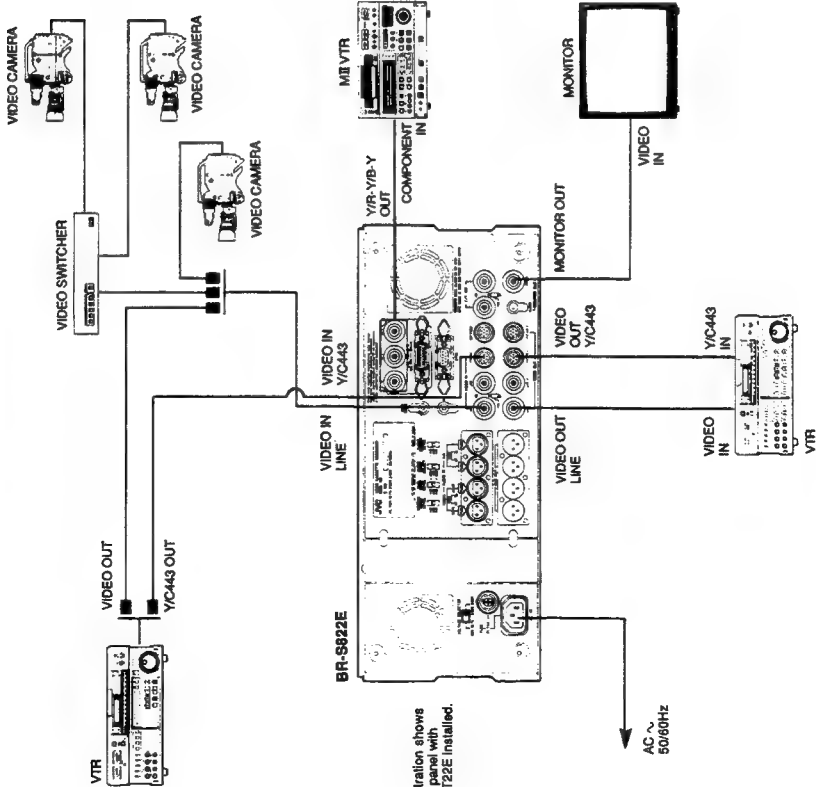 VIDEO CAMERA
VIDEO CAMERA
VIDEO CAMERA
VIDEO SWITCHER
MⅡ VTR
COMPONENT
IN
Y/R-Y/B-Y
OUT
MONITOR
VIDEO
IN
MONITOR OUT
VIDEO OUT
Y/C443 OUT
VTR
VIDEO IN
LINE
VIDEO IN
Y/C443
BR-S822E
JVC
VIDEO OUT
LINE
VIDEO
OUT
Y/C443
VIDEO
IN
Y/C443
IN
VTR
tration shows
panel with
T22E installed.
AC ~
50/60Hz